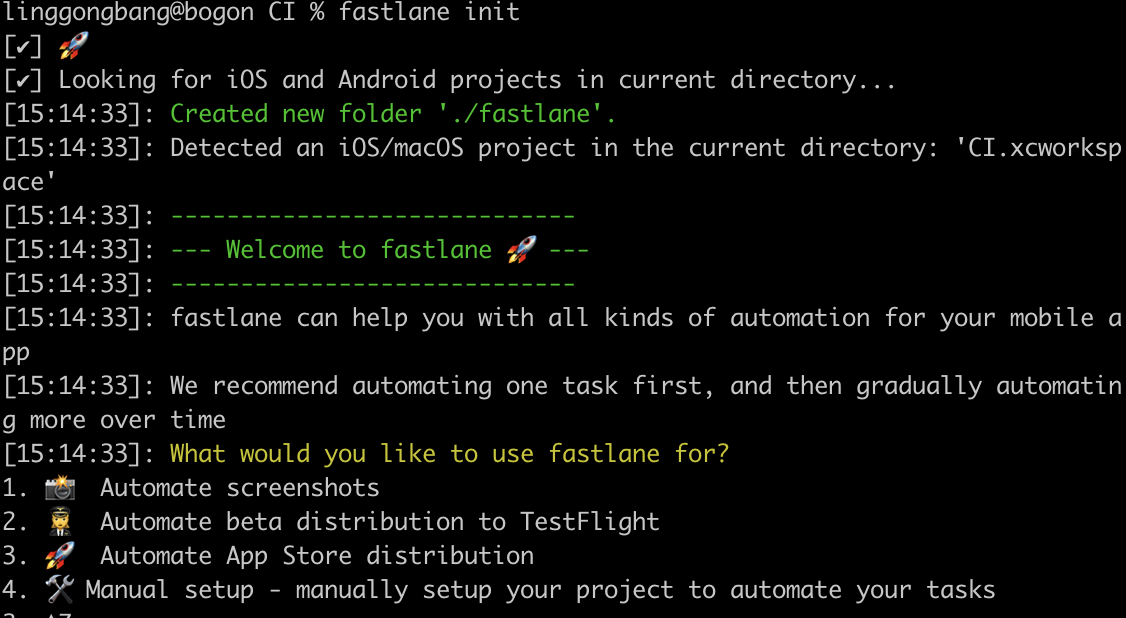 linggongbang@bogon CI % fastlane init
[✔] 🚀
[✔] Looking for iOS and Android projects in current directory...
[15:14:33]: Created new folder './fastlane'.
[15:14:33]: Detected an iOS/macOS project in the current directory: 'CI.xcworksp
ace'
[15:14:33]: -----------------------------
[15:14:33]: --- Welcome to fastlane 🚀 ---
[15:14:33]: -----------------------------
[15:14:33]: fastlane can help you with all kinds of automation for your mobile a
pp
[15:14:33]: We recommend automating one task first, and then gradually automatin
g more over time
[15:14:33]: What would you like to use fastlane for?
1. 📸  Automate screenshots
2. 👩‍✈️  Automate beta distribution to TestFlight
3. 🚀  Automate App Store distribution
4. 🛠 Manual setup - manually setup your project to automate your tasks